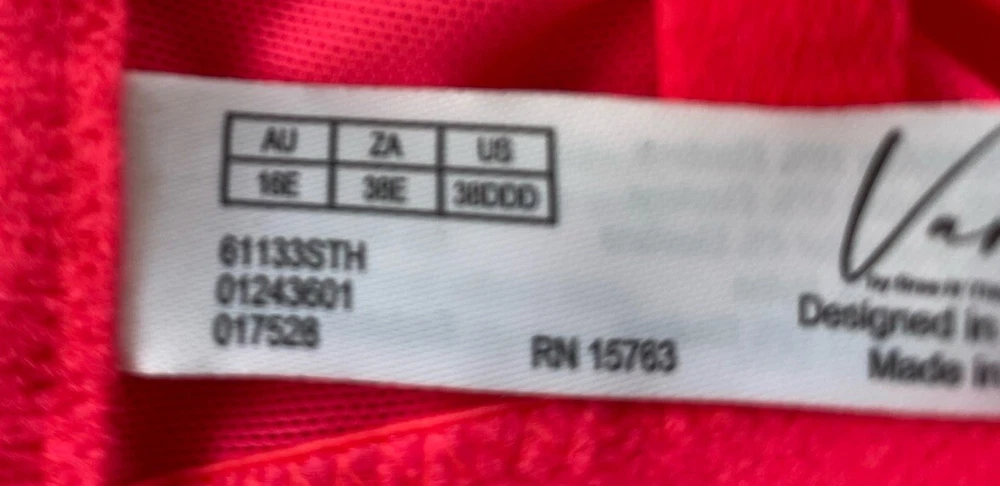 AU ZA US
16E 38E 38DDD
61133STH
01243601
017528
RN 15763
Designed in
Made in